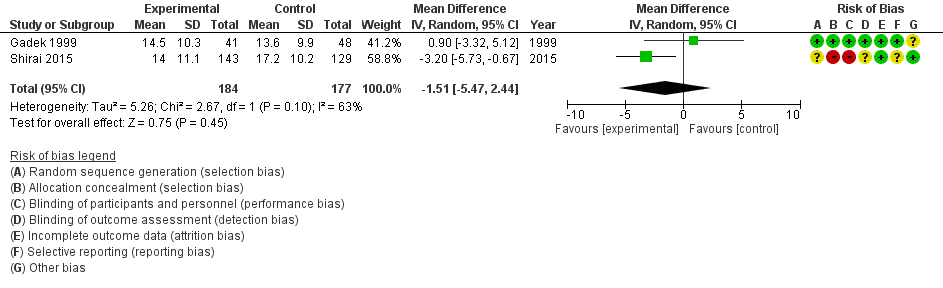 Experimental Control Mean Difference Mean Difference Risk of Bias
Study or Subgroup Mean SD Total Mean SD Total Weight IV, Random, 95% CI Year IV, Random, 95% CI A B C D E F G
Gadek 1999 14.5 10.3 41 13.6 9.9 48 41.2% 0.90 [-3.32, 5.12] 1999 + + + + + + ?
Shirai 2015 14 11.1 143 17.2 10.2 129 58.8% -3.20 [-5.73, -0.67] 2015 ? - - ? + ? +
Total (95% CI) 184 177 100.0% -1.51 [-5.47, 2.44]
Heterogeneity: Tau² = 5.26; Chi² = 2.67, df = 1 (P = 0.10); I² = 63%
Test for overall effect: Z = 0.75 (P = 0.45)
-10 -5 0 5 10
Favours [experimental] Favours [control]
Risk of bias legend
(A) Random sequence generation (selection bias)
(B) Allocation concealment (selection bias)
(C) Blinding of participants and personnel (performance bias)
(D) Blinding of outcome assessment (detection bias)
(E) Incomplete outcome data (attrition bias)
(F) Selective reporting (reporting bias)
(G) Other bias